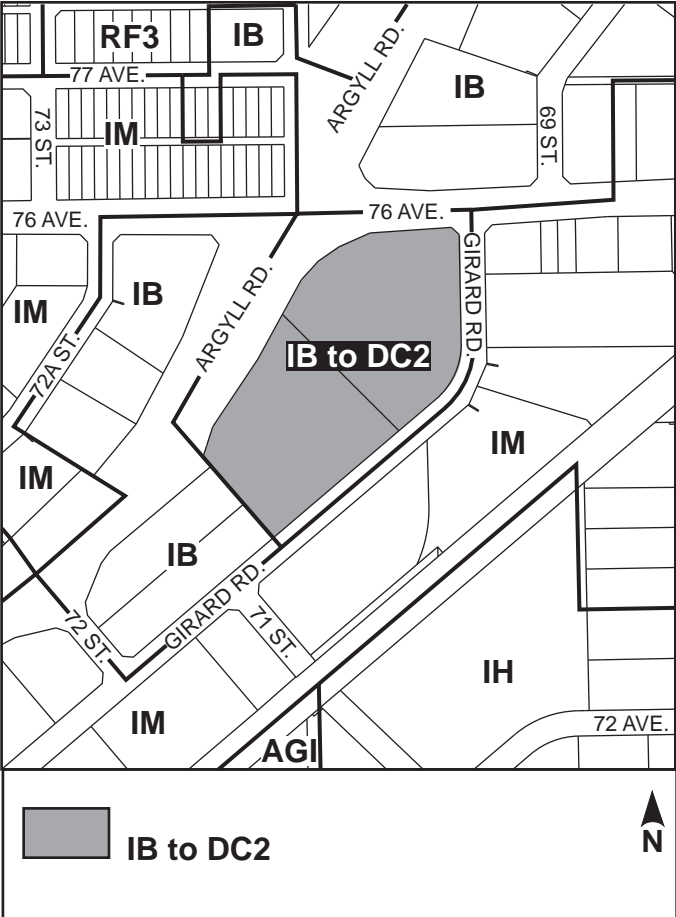 RF3
IB
ARGYLL RD.
77 AVE.
IB
73 ST.
IM
69 ST.
76 AVE.
76 AVE.
GIRARD RD.
IM
IB
ARGYLL RD.
72A ST.
IB to DC2
IM
IM
IB
GIRARD RD.
72 ST.
71 ST.
IH
IM
72 AVE.
AGI
IB to DC2
N